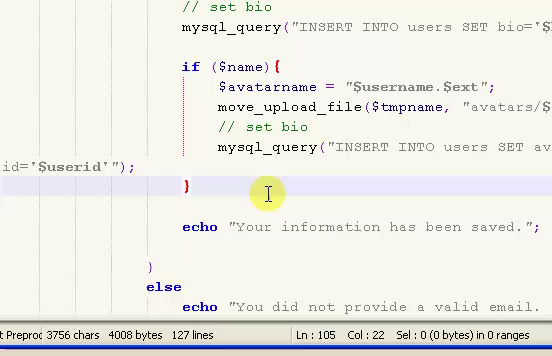 // set bio
mysql_query("INSERT INTO users SET bio='$
if ($name){
$avatarname = "$username.$ext";
move_upload_file($tmpname, "avatars/$
// set bio
mysql_query("INSERT INTO users SET av
id='$userid'");
}
echo "Your information has been saved.";
}
else
echo "You did not provide a valid email.
t Preproc 3756 chars 4008 bytes 127 lines Ln : 105 Col : 22 Sel : 0 (0 bytes) in 0 ranges